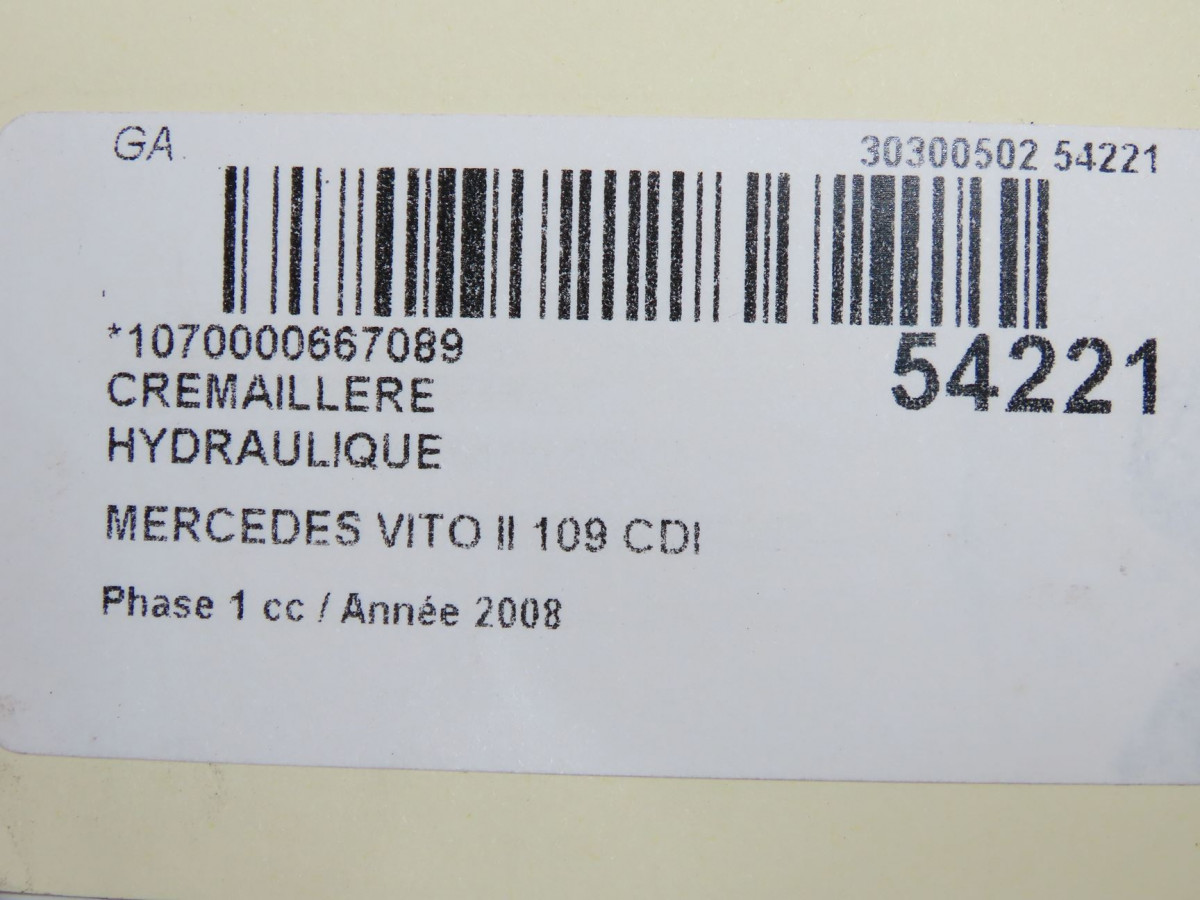 GA
30300502 54221
*1070000667089
54221
CREMAILLERE
HYDRAULIQUE
MERCEDES VITO II 109 CDI
Phase 1 cc / Année 2008